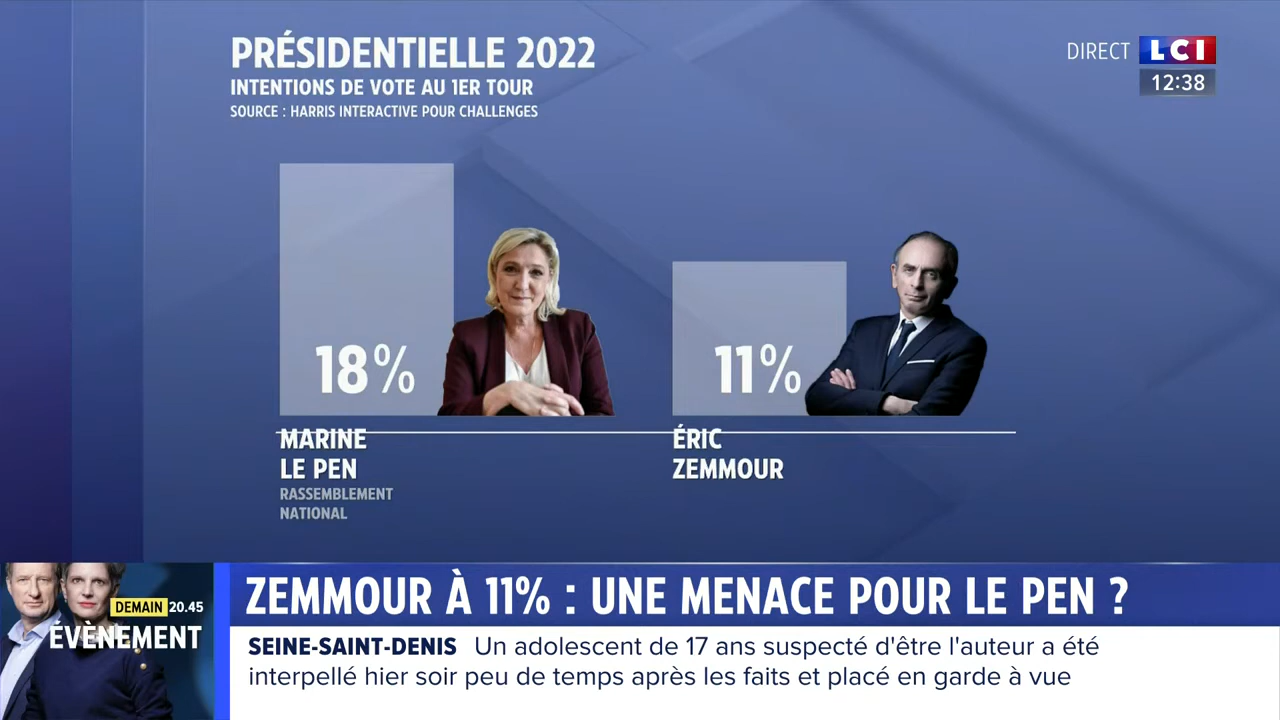 PRÉSIDENTIELLE 2022
INTENTIONS DE VOTE AU 1ER TOUR
SOURCE : HARRIS INTERACTIVE POUR CHALLENGES
DIRECT LCI
12:38
18%
11%
MARINE
LE PEN
RASSEMBLEMENT
NATIONAL
ÉRIC
ZEMMOUR
DEMAIN 20.45
ÉVÈNEMENT
ZEMMOUR À 11% : UNE MENACE POUR LE PEN ?
SEINE-SAINT-DENIS Un adolescent de 17 ans suspecté d'être l'auteur a été
interpellé hier soir peu de temps après les faits et placé en garde à vue